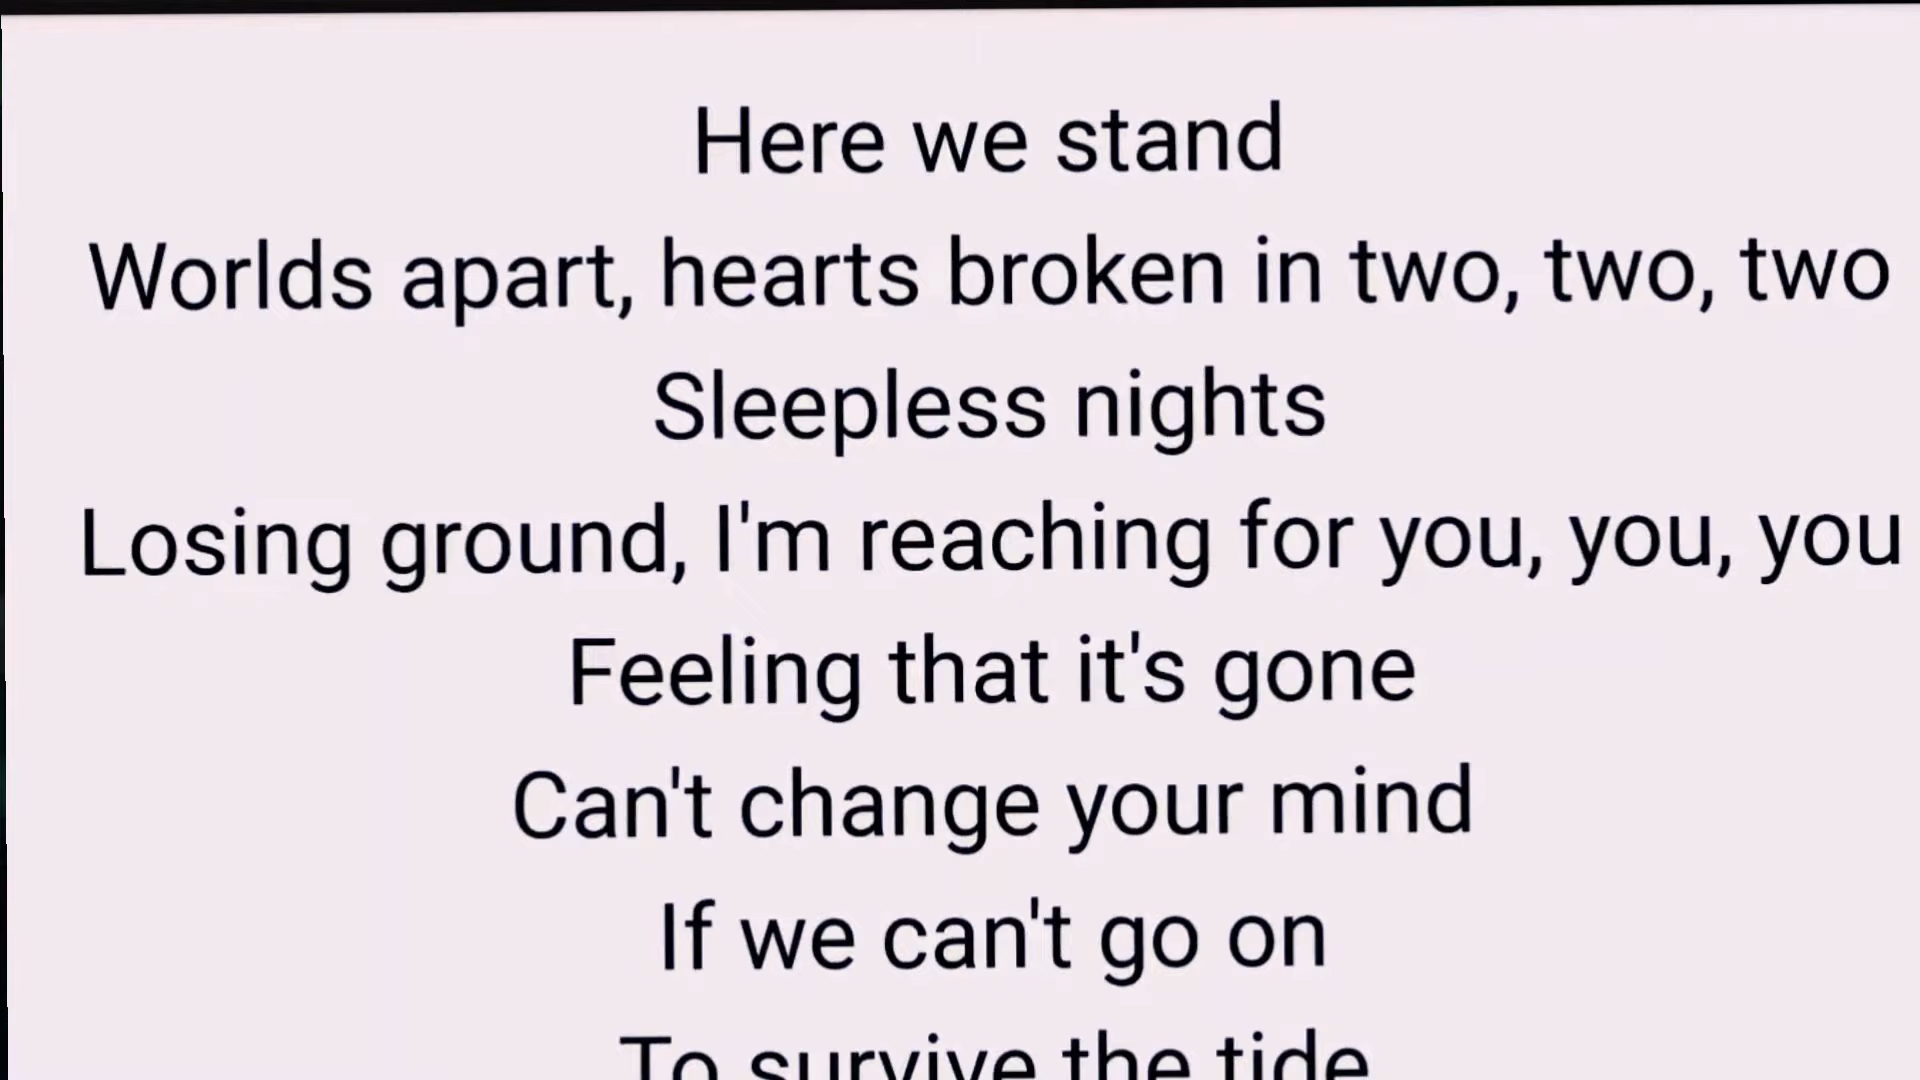 Here we stand
Worlds apart, hearts broken in two, two, two
Sleepless nights
Losing ground, I'm reaching for you, you, you
Feeling that it's gone
Can't change your mind
If we can't go on
To survive the tide